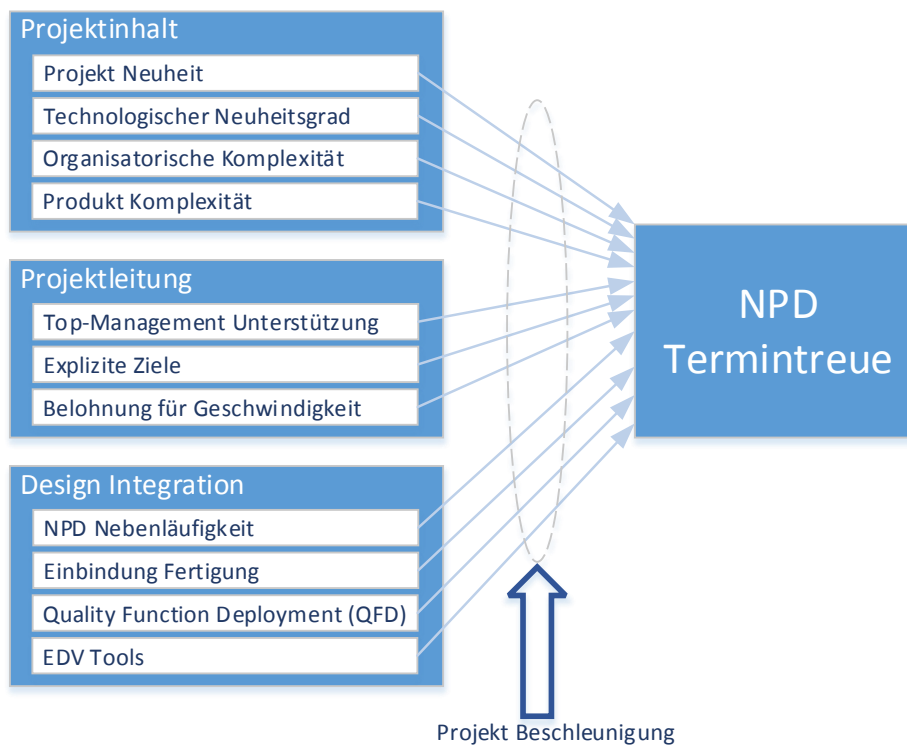 Projektinhalt
Projekt Neuheit
Technologischer Neuheitsgrad
Organisatorische Komplexität
Produkt Komplexität
Projektleitung
Top-Management Unterstützung
Explizite Ziele
Belohnung für Geschwindigkeit
Design Integration
NPD Nebenläufigkeit
Einbindung Fertigung
Quality Function Deployment (QFD)
EDV Tools
NPD
Termintreue
Projekt Beschleunigung